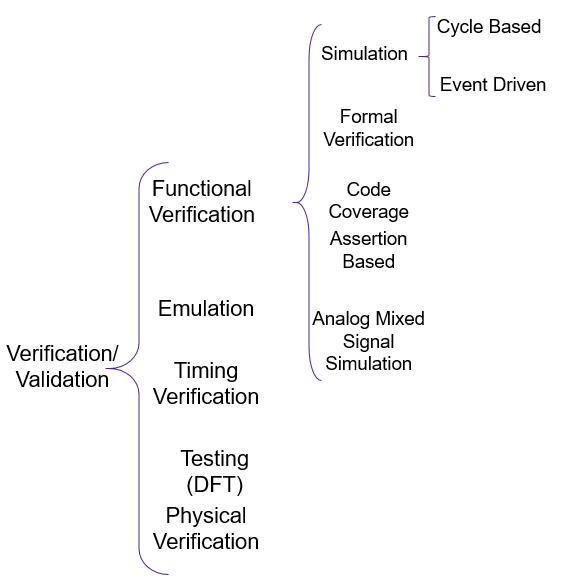 Verification/
Validation
Functional
Verification
Emulation
Timing
Verification
Testing
(DFT)
Physical
Verification
Simulation
Formal
Verification
Code
Coverage
Assertion
Based
Analog Mixed
Signal
Simulation
Cycle Based
Event Driven